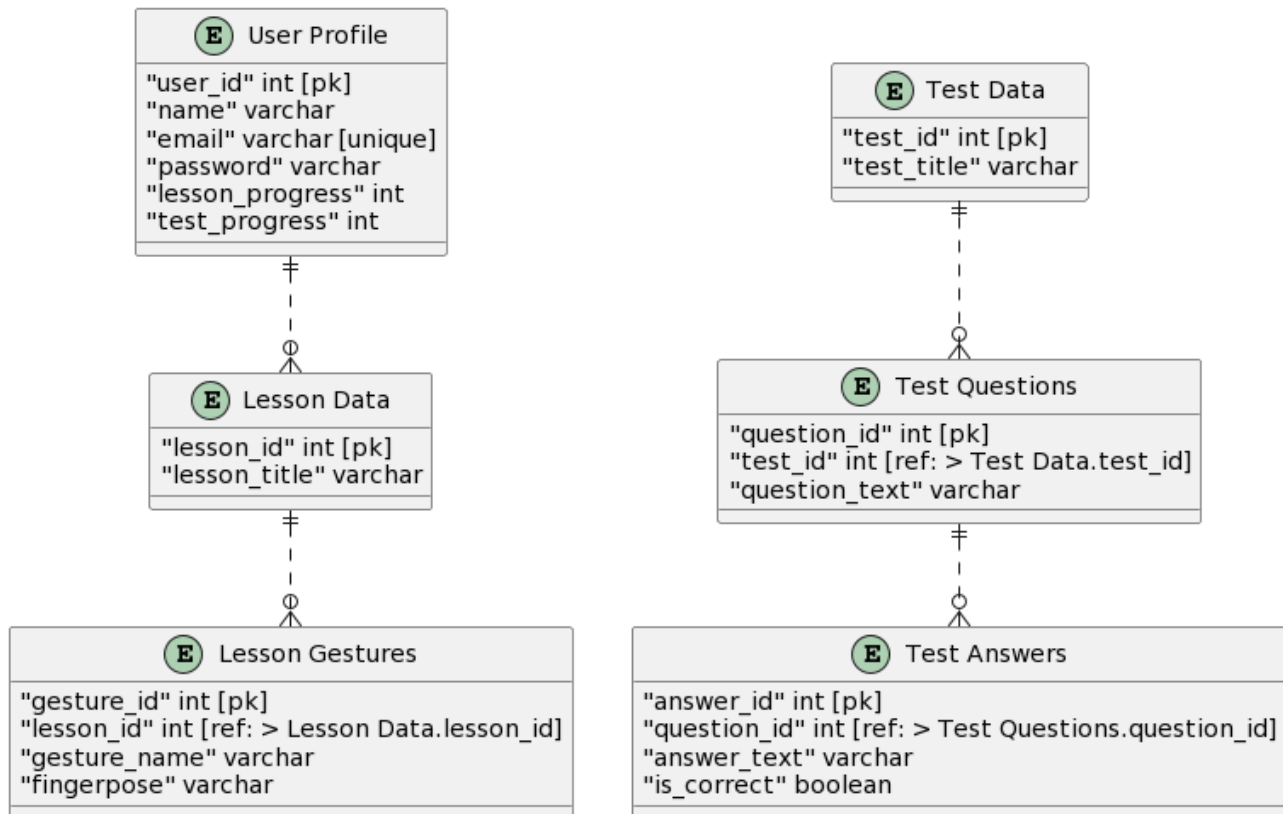 E User Profile
"user_id" int [pk]
"name" varchar
"email" varchar [unique]
"password" varchar
"lesson_progress" int
"test_progress" int
E Lesson Data
"lesson_id" int [pk]
"lesson_title" varchar
E Lesson Gestures
"gesture_id" int [pk]
"lesson_id" int [ref: > Lesson Data.lesson_id]
"gesture_name" varchar
"fingerpose" varchar
E Test Data
"test_id" int [pk]
"test_title" varchar
E Test Questions
"question_id" int [pk]
"test_id" int [ref: > Test Data.test_id]
"question_text" varchar
E Test Answers
"answer_id" int [pk]
"question_id" int [ref: > Test Questions.question_id]
"answer_text" varchar
"is_correct" boolean